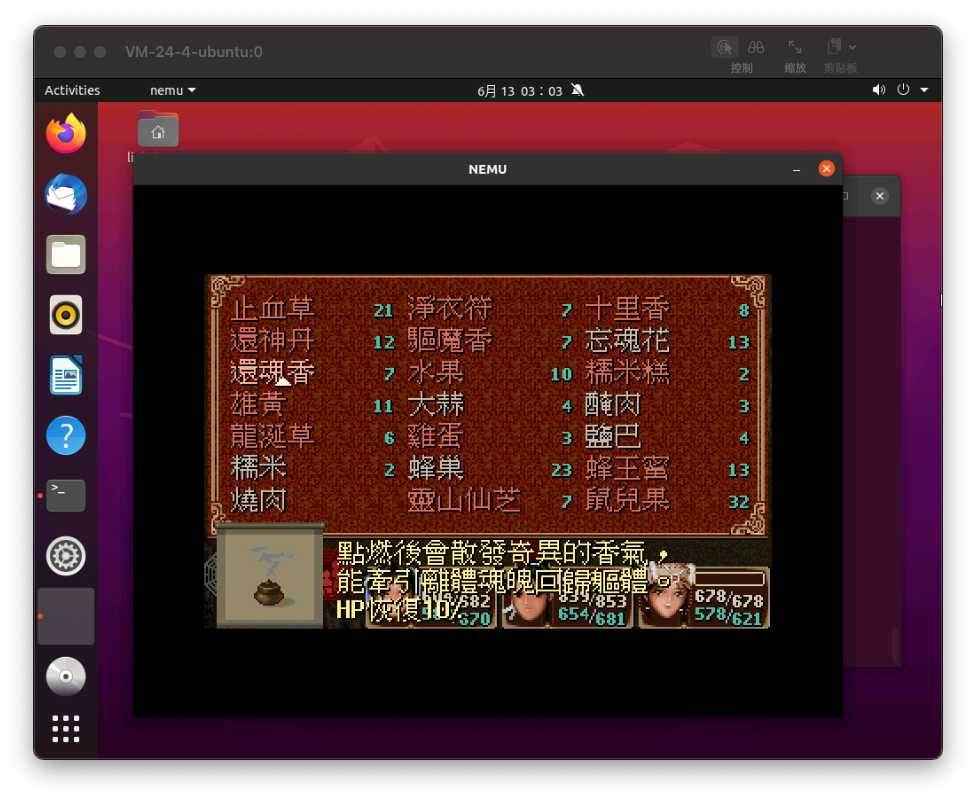 VM-24-4-ubuntu:0
控制 缩放 剪贴板
Activities nemu 6月 13 03:03
li
NEMU
止血草 21 淨衣符 7 十里香 8
還神丹 12 驅魔香 7 忘魂花 13
還魂香 7 水果 10 糯米糕 2
雄黃 11 大蒜 4 醃肉 3
龍涎草 6 雞蛋 3 鹽巴 4
糯米 2 蜂巢 23 蜂王蜜 13
燒肉 靈山仙芝 7 鼠兒果 32
點燃後會散發奇異的香氣,
能牽引離體魂魄回歸軀體。
HP恢復10%
682 853 678/678
670 654/681 578/621